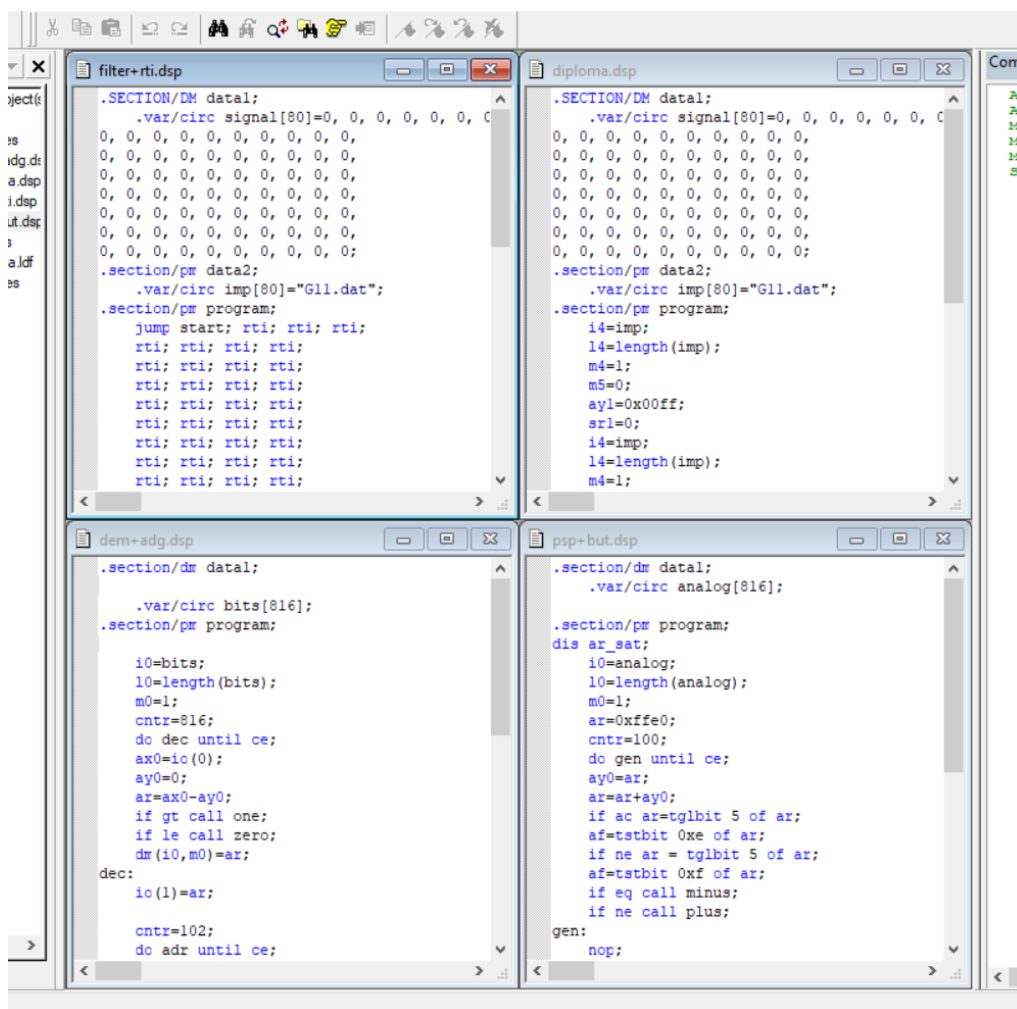 filter+rti.dsp
.SECTION/DM data1;
.var/circ signal[80]=0, 0, 0, 0, 0, 0, 0
0, 0, 0, 0, 0, 0, 0, 0, 0, 0,
0, 0, 0, 0, 0, 0, 0, 0, 0, 0,
0, 0, 0, 0, 0, 0, 0, 0, 0, 0,
0, 0, 0, 0, 0, 0, 0, 0, 0, 0,
0, 0, 0, 0, 0, 0, 0, 0, 0, 0,
0, 0, 0, 0, 0, 0, 0, 0, 0, 0,
0, 0, 0, 0, 0, 0, 0, 0, 0, 0;
.section/pm data2;
.var/circ imp[80]="G11.dat";
.section/pm program;
jump start; rti; rti; rti;
rti; rti; rti; rti;
rti; rti; rti; rti;
rti; rti; rti; rti;
rti; rti; rti; rti;
rti; rti; rti; rti;
rti; rti; rti; rti;
rti; rti; rti; rti;
rti; rti; rti; rti;
diploma.dsp
.SECTION/DM data1;
.var/circ signal[80]=0, 0, 0, 0, 0, 0, 0
0, 0, 0, 0, 0, 0, 0, 0, 0, 0,
0, 0, 0, 0, 0, 0, 0, 0, 0, 0,
0, 0, 0, 0, 0, 0, 0, 0, 0, 0,
0, 0, 0, 0, 0, 0, 0, 0, 0, 0,
0, 0, 0, 0, 0, 0, 0, 0, 0, 0,
0, 0, 0, 0, 0, 0, 0, 0, 0, 0,
0, 0, 0, 0, 0, 0, 0, 0, 0, 0;
.section/pm data2;
.var/circ imp[80]="G11.dat";
.section/pm program;
i4=imp;
l4=length(imp);
m4=1;
m5=0;
ay1=0x00ff;
sr1=0;
i4=imp;
l4=length(imp);
m4=1;
dem+adg.dsp
.section/dm data1;
.var/circ bits[816];
.section/pm program;
i0=bits;
l0=length(bits);
m0=1;
cntr=816;
do dec until ce;
ax0=io(0);
ay0=0;
ar=ax0-ay0;
if gt call one;
if le call zero;
dm(i0,m0)=ar;
dec:
io(1)=ar;
cntr=102;
do adr until ce;
psp+but.dsp
.section/dm data1;
.var/circ analog[816];
.section/pm program;
dis ar_sat;
i0=analog;
l0=length(analog);
m0=1;
ar=0xffe0;
cntr=100;
do gen until ce;
ay0=ar;
ar=ar+ay0;
if ac ar=tglbit 5 of ar;
af=tstbit 0xe of ar;
if ne ar = tglbit 5 of ar;
af=tstbit 0xf of ar;
if eq call minus;
if ne call plus;
gen:
nop;